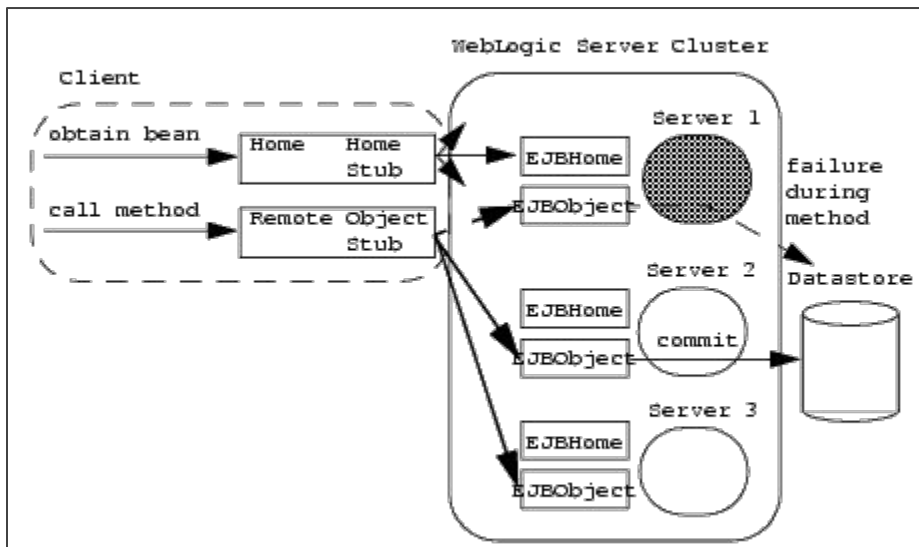 WebLogic Server Cluster
Client
obtain bean
Home Home
Stub
call method
Remote Object
Stub
EJBHome
EJBObject
Server 1
failure
during
method
Datastore
Server 2
EJBHome
EJBObject
commit
Server 3
EJBHome
EJBObject